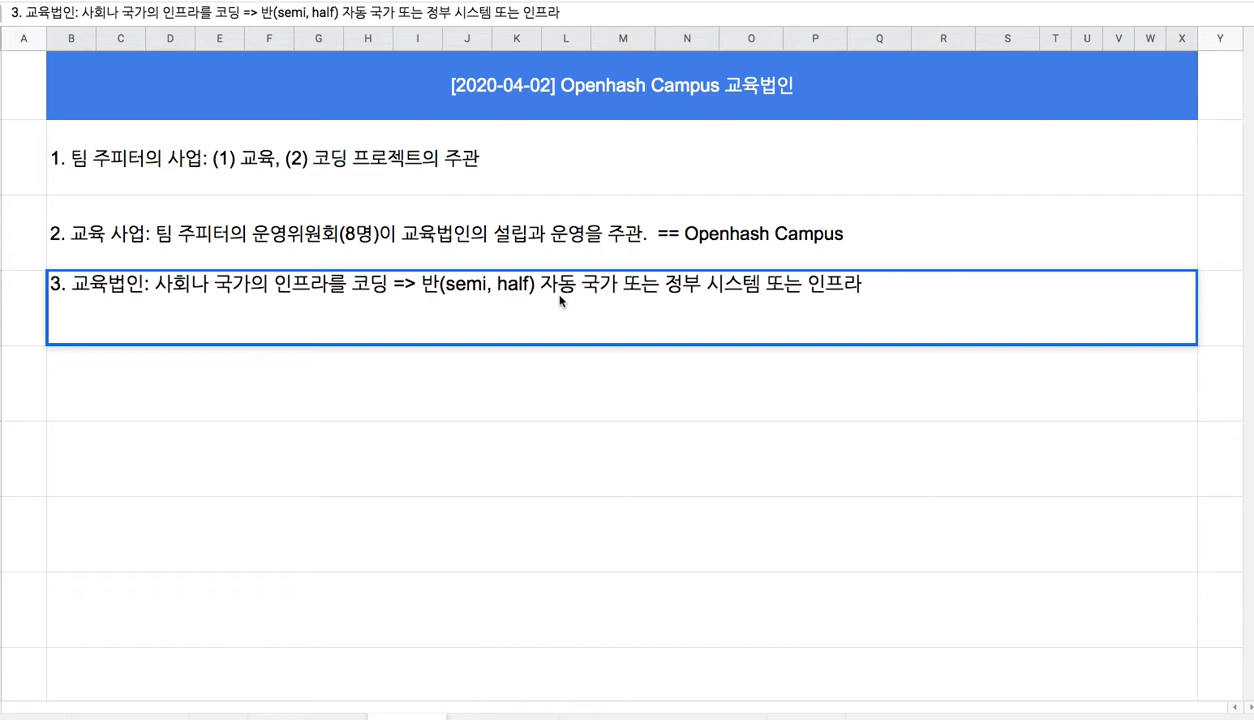 3. 교육법인: 사회나 국가의 인프라를 코딩 => 반(semi, half) 자동 국가 또는 정부 시스템 또는 인프라
A B C D E F G H I J K L M N O P Q R S T U V W X Y
[2020-04-02] Openhash Campus 교육법인
1. 팀 주피터의 사업: (1) 교육, (2) 코딩 프로젝트의 주관
2. 교육 사업: 팀 주피터의 운영위원회(8명)이 교육법인의 설립과 운영을 주관. == Openhash Campus
3. 교육법인: 사회나 국가의 인프라를 코딩 => 반(semi, half) 자동 국가 또는 정부 시스템 또는 인프라